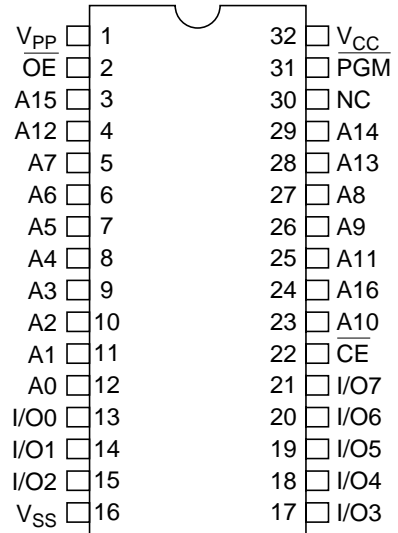 VPP 1 32 VCC
OE 2 31 PGM
A15 3 30 NC
A12 4 29 A14
A7 5 28 A13
A6 6 27 A8
A5 7 26 A9
A4 8 25 A11
A3 9 24 A16
A2 10 23 A10
A1 11 22 CE
A0 12 21 I/O7
I/O0 13 20 I/O6
I/O1 14 19 I/O5
I/O2 15 18 I/O4
VSS 16 17 I/O3